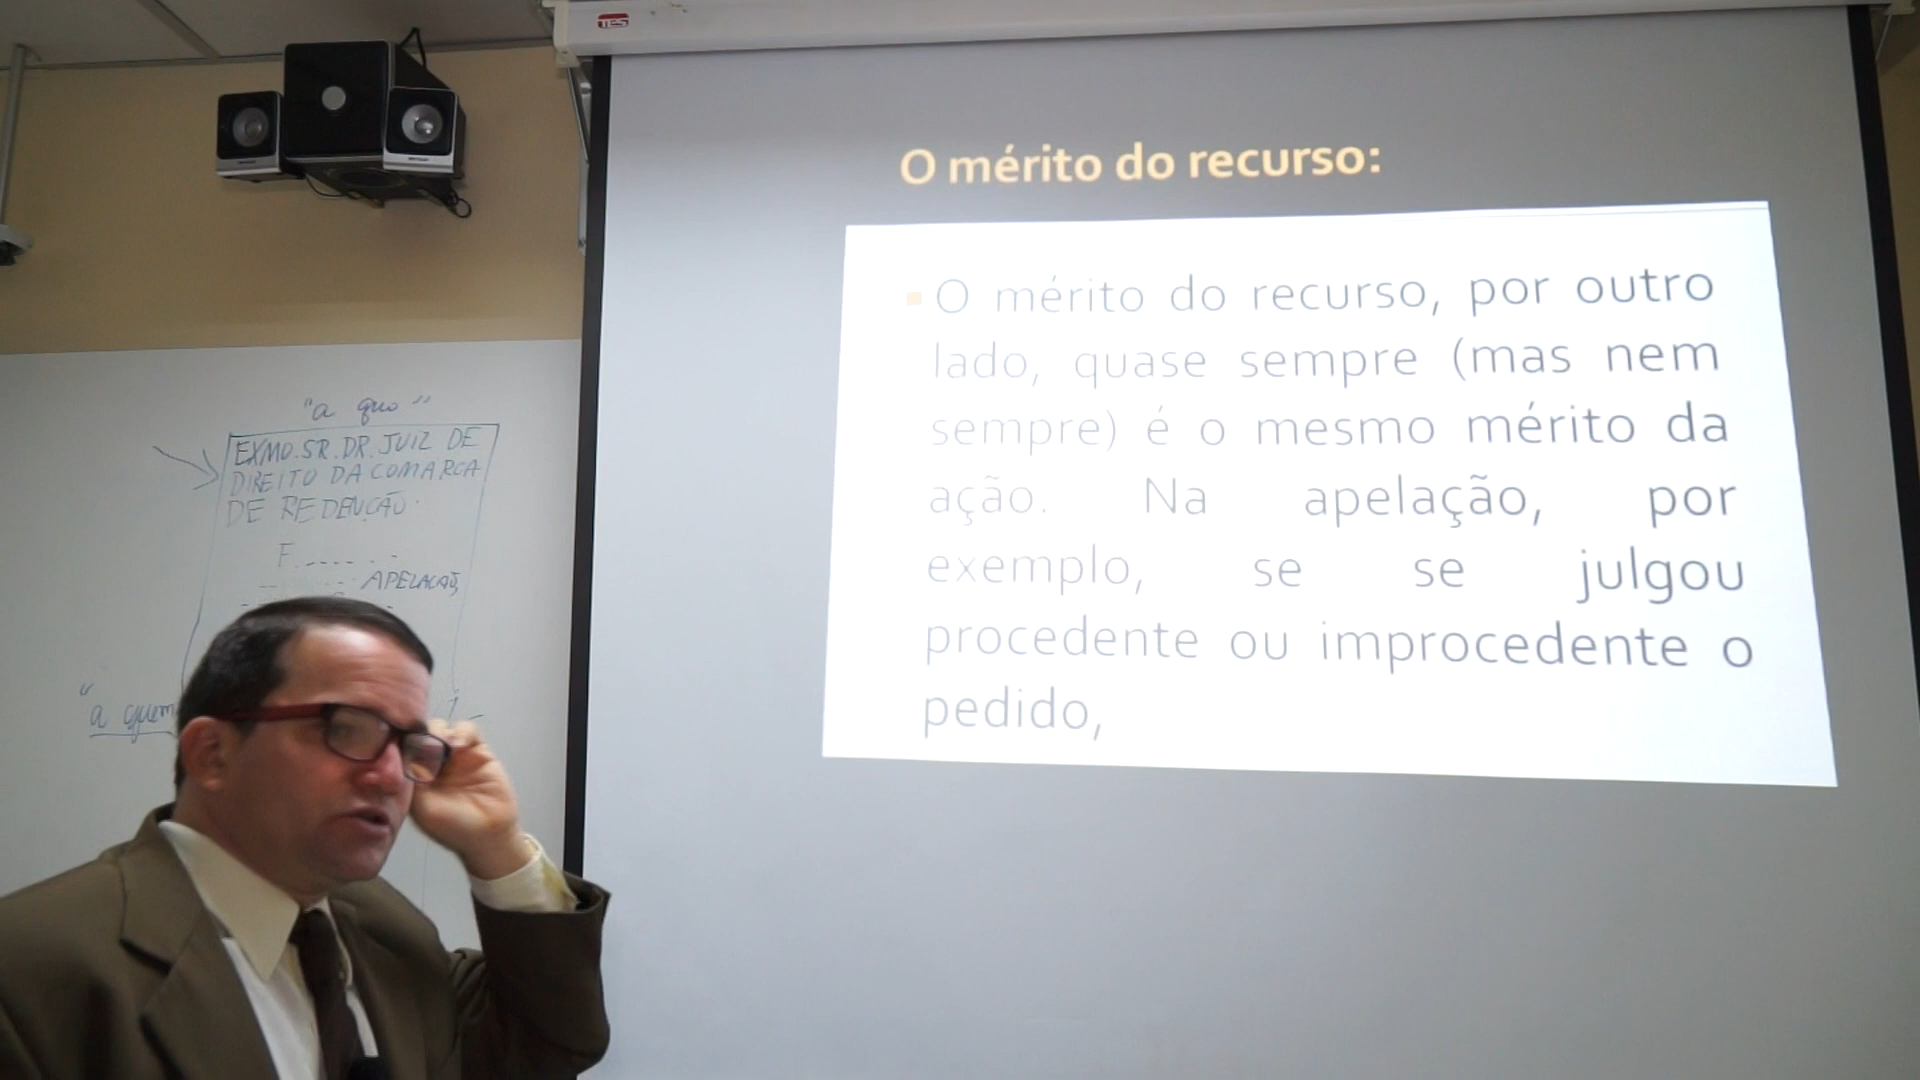 TES
O mérito do recurso:
O mérito do recurso, por outro
lado, quase sempre (mas nem
sempre) é o mesmo mérito da
ação. Na apelação, por
exemplo, se se julgou
procedente ou improcedente o
pedido,
"a quo"
EXMO.SR.DR.JUIZ DE
DIREITO DA COMARCA
DE REDENÇÃO.
F.
APELAÇÃO,
"a quem